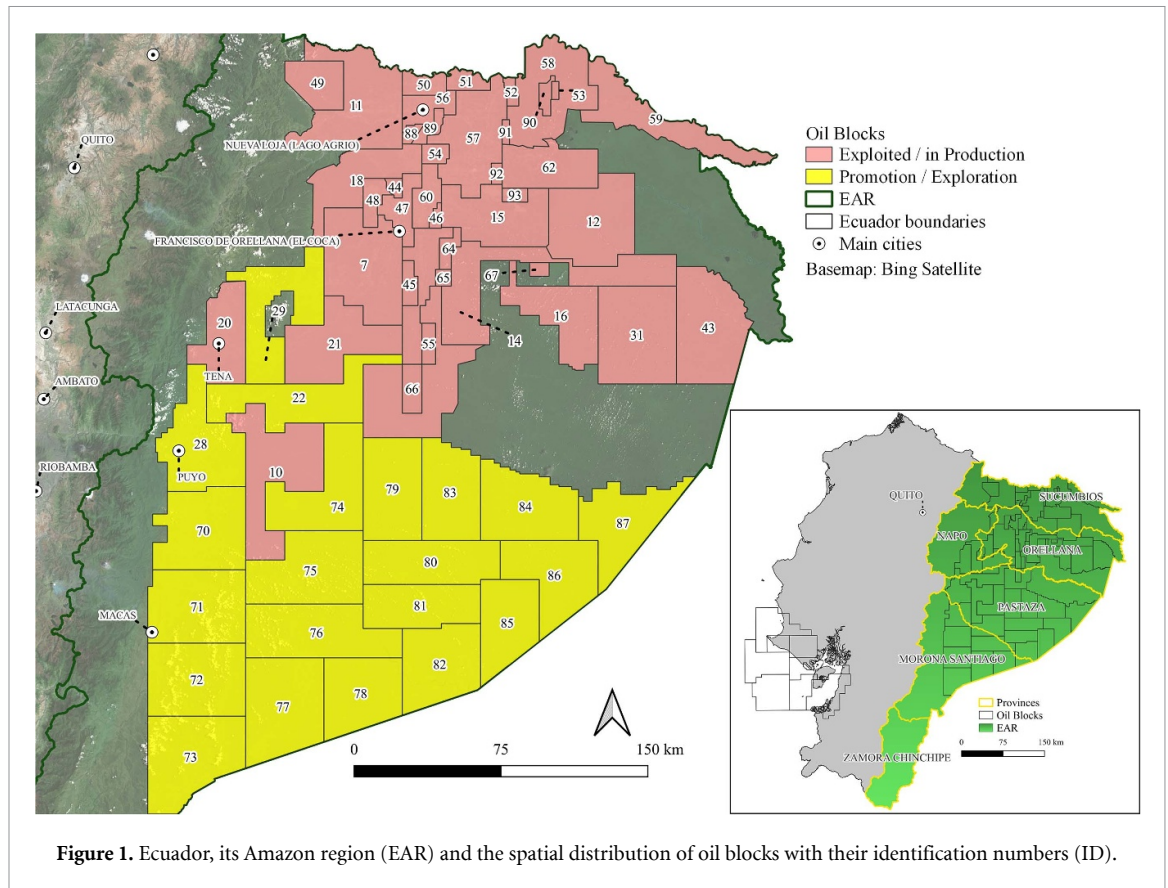 49
11
50
51
56
52
58
53
59
90
88
89
57
91
QUITO
NUEVA LOJA (LAGO AGRIO)
54
62
92
18
44
93
48
47
60
46
15
12
FRANCISCO DE ORELLANA (EL COCA)
64
7
67
65
45
29
16
43
31
LATACUNGA
20
14
21
55
TENA
AMBATO
66
22
28
10
RIOBAMBA
PUYO
74
79
83
84
87
70
80
86
75
71
81
85
MACAS
76
82
72
78
77
73
0 75 150 km
Oil Blocks
Exploited / in Production
Promotion / Exploration
EAR
Ecuador boundaries
Main cities
Basemap: Bing Satellite
QUITO
SUCUMBIOS
NAPO
ORELLANA
PASTAZA
MORONA SANTIAGO
ZAMORA CHINCHIPE
Provinces
Oil Blocks
EAR
0 75 150 km
Figure 1. Ecuador, its Amazon region (EAR) and the spatial distribution of oil blocks with their identification numbers (ID).